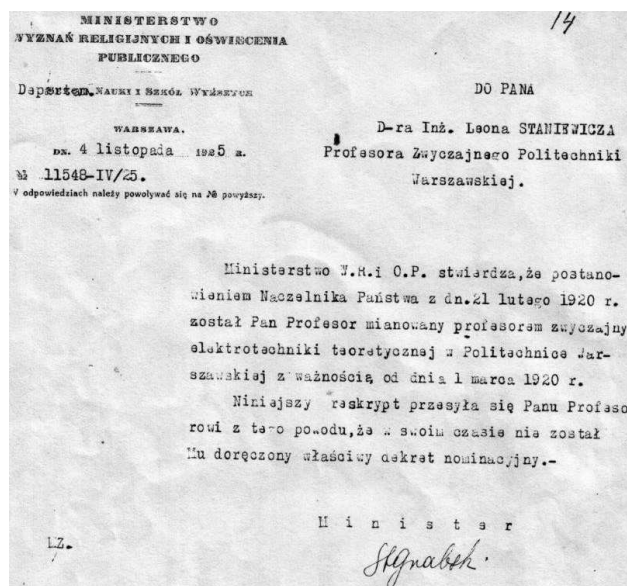 14
MINISTERSTWO
WYZNAŃ RELIGIJNYCH I OŚWIECENIA
PUBLICZNEGO
Departam. NAUKI I SZKÓŁ WYŻSZYCH
WARSZAWA.
DN. 4 listopada 1925 R.
№ 11548-IV/25.
W odpowiedziach należy powoływać się na № powyższy.
DO PANA
D-ra Inż. Leona STANIEWICZA
Profesora Zwyczajnego Politechniki
Warszawskiej.
Ministerstwo W.R.i O.P. stwierdza,że postano-
wieniem Naczelnika Państwa z dn.21 lutego 1920 r.
został Pan Profesor mianowany profesorem zwyczajny
elektrotechniki teoretycznej w Politechnice War-
szawskiej z ważnością od dnia 1 marca 1920 r.
Niniejszy reskrypt przesyła się Panu Profeso
rowi z tego powodu,że w swoim czasie nie został
Mu doręczony właściwy dekret nominacyjny.-
M i n i s t e r
LZ.